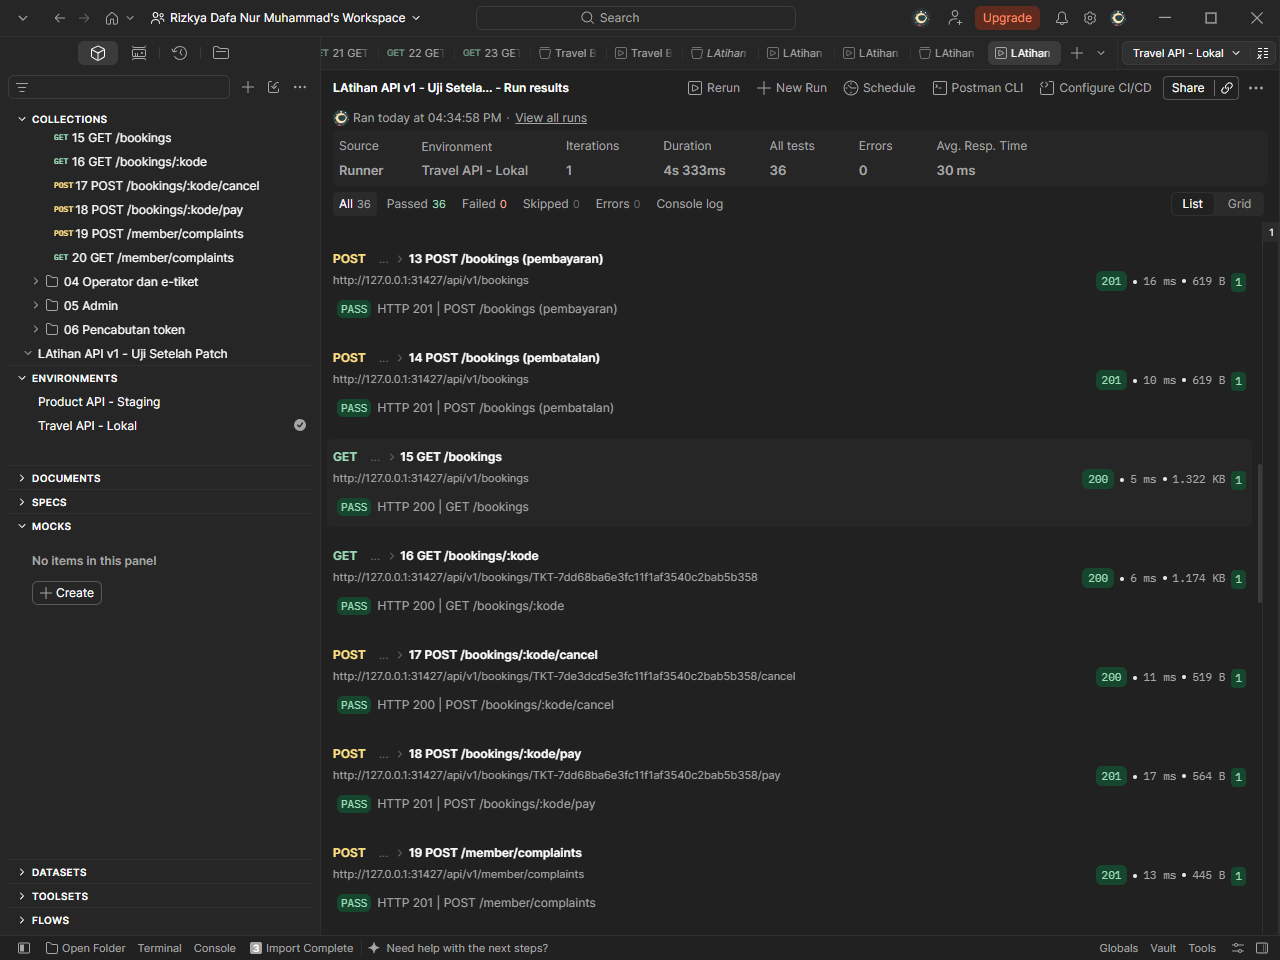 Rizkya Dafa Nur Muhammad's Workspace
Search
Upgrade
21 GET
GET 22 GET
GET 23 GET
Travel B
Travel B
LAtihan
LAtihan
LAtihan
LAtihan
LAtihan
Travel API - Lokal
COLLECTIONS
GET 15 GET /bookings
GET 16 GET /bookings/:kode
POST 17 POST /bookings/:kode/cancel
POST 18 POST /bookings/:kode/pay
POST 19 POST /member/complaints
GET 20 GET /member/complaints
04 Operator dan e-tiket
05 Admin
06 Pencabutan token
LAtihan API v1 - Uji Setelah Patch
ENVIRONMENTS
Product API - Staging
Travel API - Lokal
DOCUMENTS
SPECS
MOCKS
No items in this panel
Create
DATASETS
TOOLSETS
FLOWS
LAtihan API v1 - Uji Setela... - Run results
Rerun
New Run
Schedule
Postman CLI
Configure CI/CD
Share
Ran today at 04:34:58 PM · View all runs
Source Environment Iterations Duration All tests Errors Avg. Resp. Time
Runner Travel API - Lokal 1 4s 333ms 36 0 30 ms
All 36 Passed 36 Failed 0 Skipped 0 Errors 0 Console log
List Grid
1
POST ... > 13 POST /bookings (pembayaran)
http://127.0.0.1:31427/api/v1/bookings
201 • 16 ms • 619 B 1
PASS HTTP 201 | POST /bookings (pembayaran)
POST ... > 14 POST /bookings (pembatalan)
http://127.0.0.1:31427/api/v1/bookings
201 • 10 ms • 619 B 1
PASS HTTP 201 | POST /bookings (pembatalan)
GET ... > 15 GET /bookings
http://127.0.0.1:31427/api/v1/bookings
200 • 5 ms • 1.322 KB 1
PASS HTTP 200 | GET /bookings
GET ... > 16 GET /bookings/:kode
http://127.0.0.1:31427/api/v1/bookings/TKT-7dd68ba6e3fc11f1af3540c2bab5b358
200 • 6 ms • 1.174 KB 1
PASS HTTP 200 | GET /bookings/:kode
POST ... > 17 POST /bookings/:kode/cancel
http://127.0.0.1:31427/api/v1/bookings/TKT-7de3dcd5e3fc11f1af3540c2bab5b358/cancel
200 • 11 ms • 519 B 1
PASS HTTP 200 | POST /bookings/:kode/cancel
POST ... > 18 POST /bookings/:kode/pay
http://127.0.0.1:31427/api/v1/bookings/TKT-7dd68ba6e3fc11f1af3540c2bab5b358/pay
201 • 17 ms • 564 B 1
PASS HTTP 201 | POST /bookings/:kode/pay
POST ... > 19 POST /member/complaints
http://127.0.0.1:31427/api/v1/member/complaints
201 • 13 ms • 445 B 1
PASS HTTP 201 | POST /member/complaints
Open Folder Terminal Console 3 Import Complete Need help with the next steps?
Globals Vault Tools